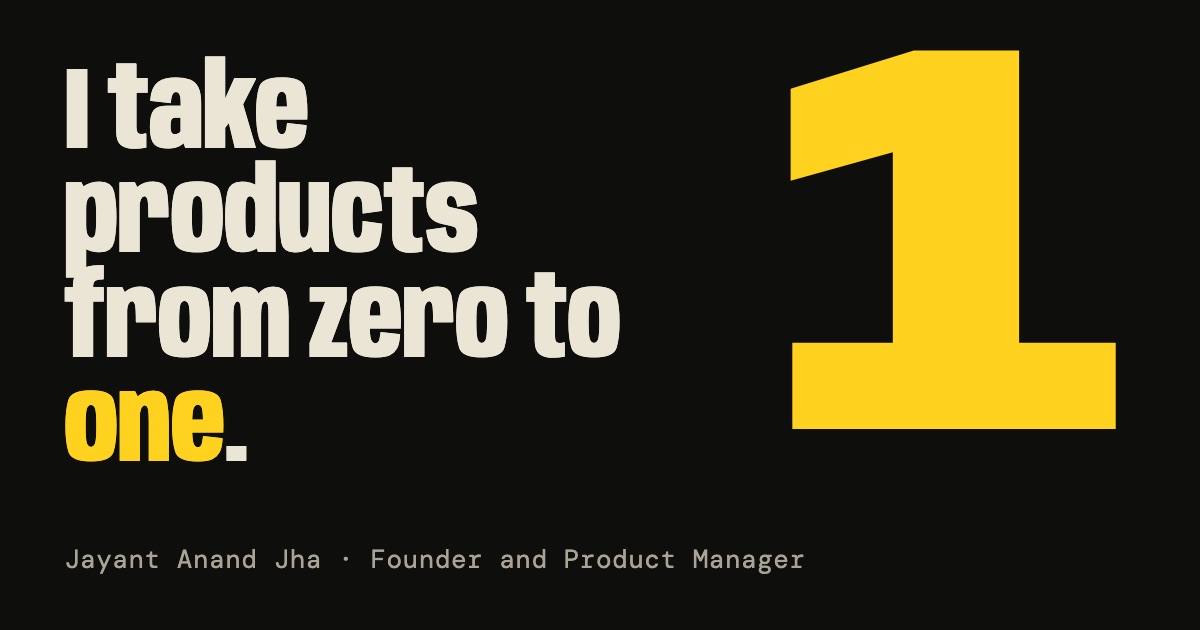 I take
products
from zero to
one.
1
Jayant Anand Jha · Founder and Product Manager